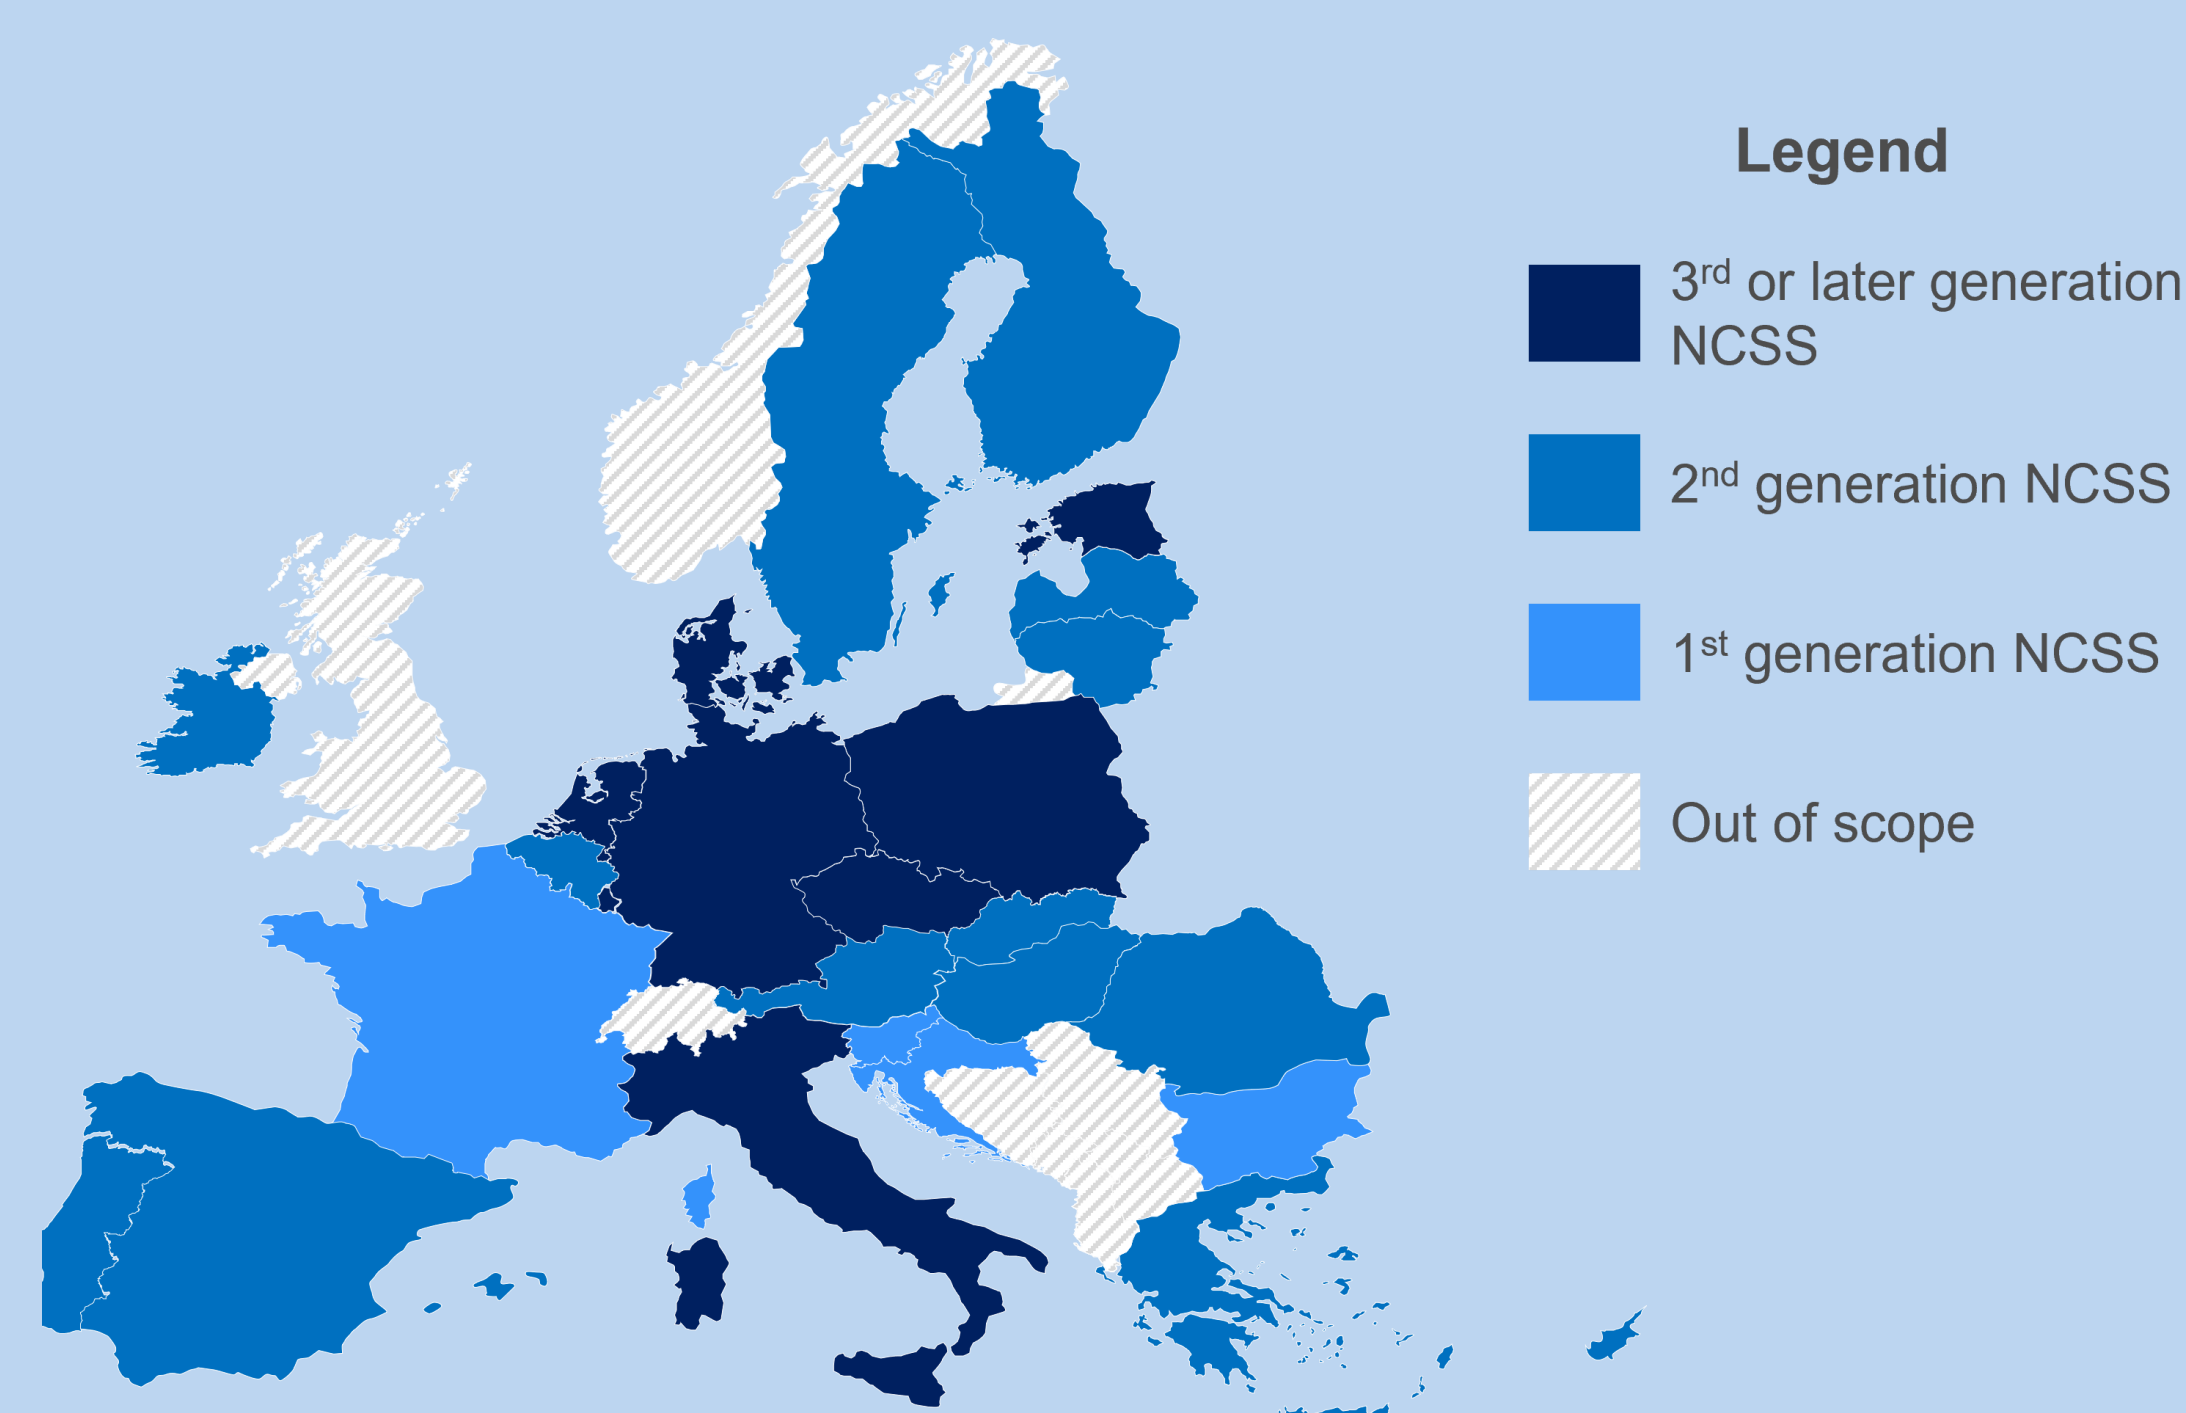 Legend
3rd or later generation
NCSS
2nd generation NCSS
1st generation NCSS
Out of scope